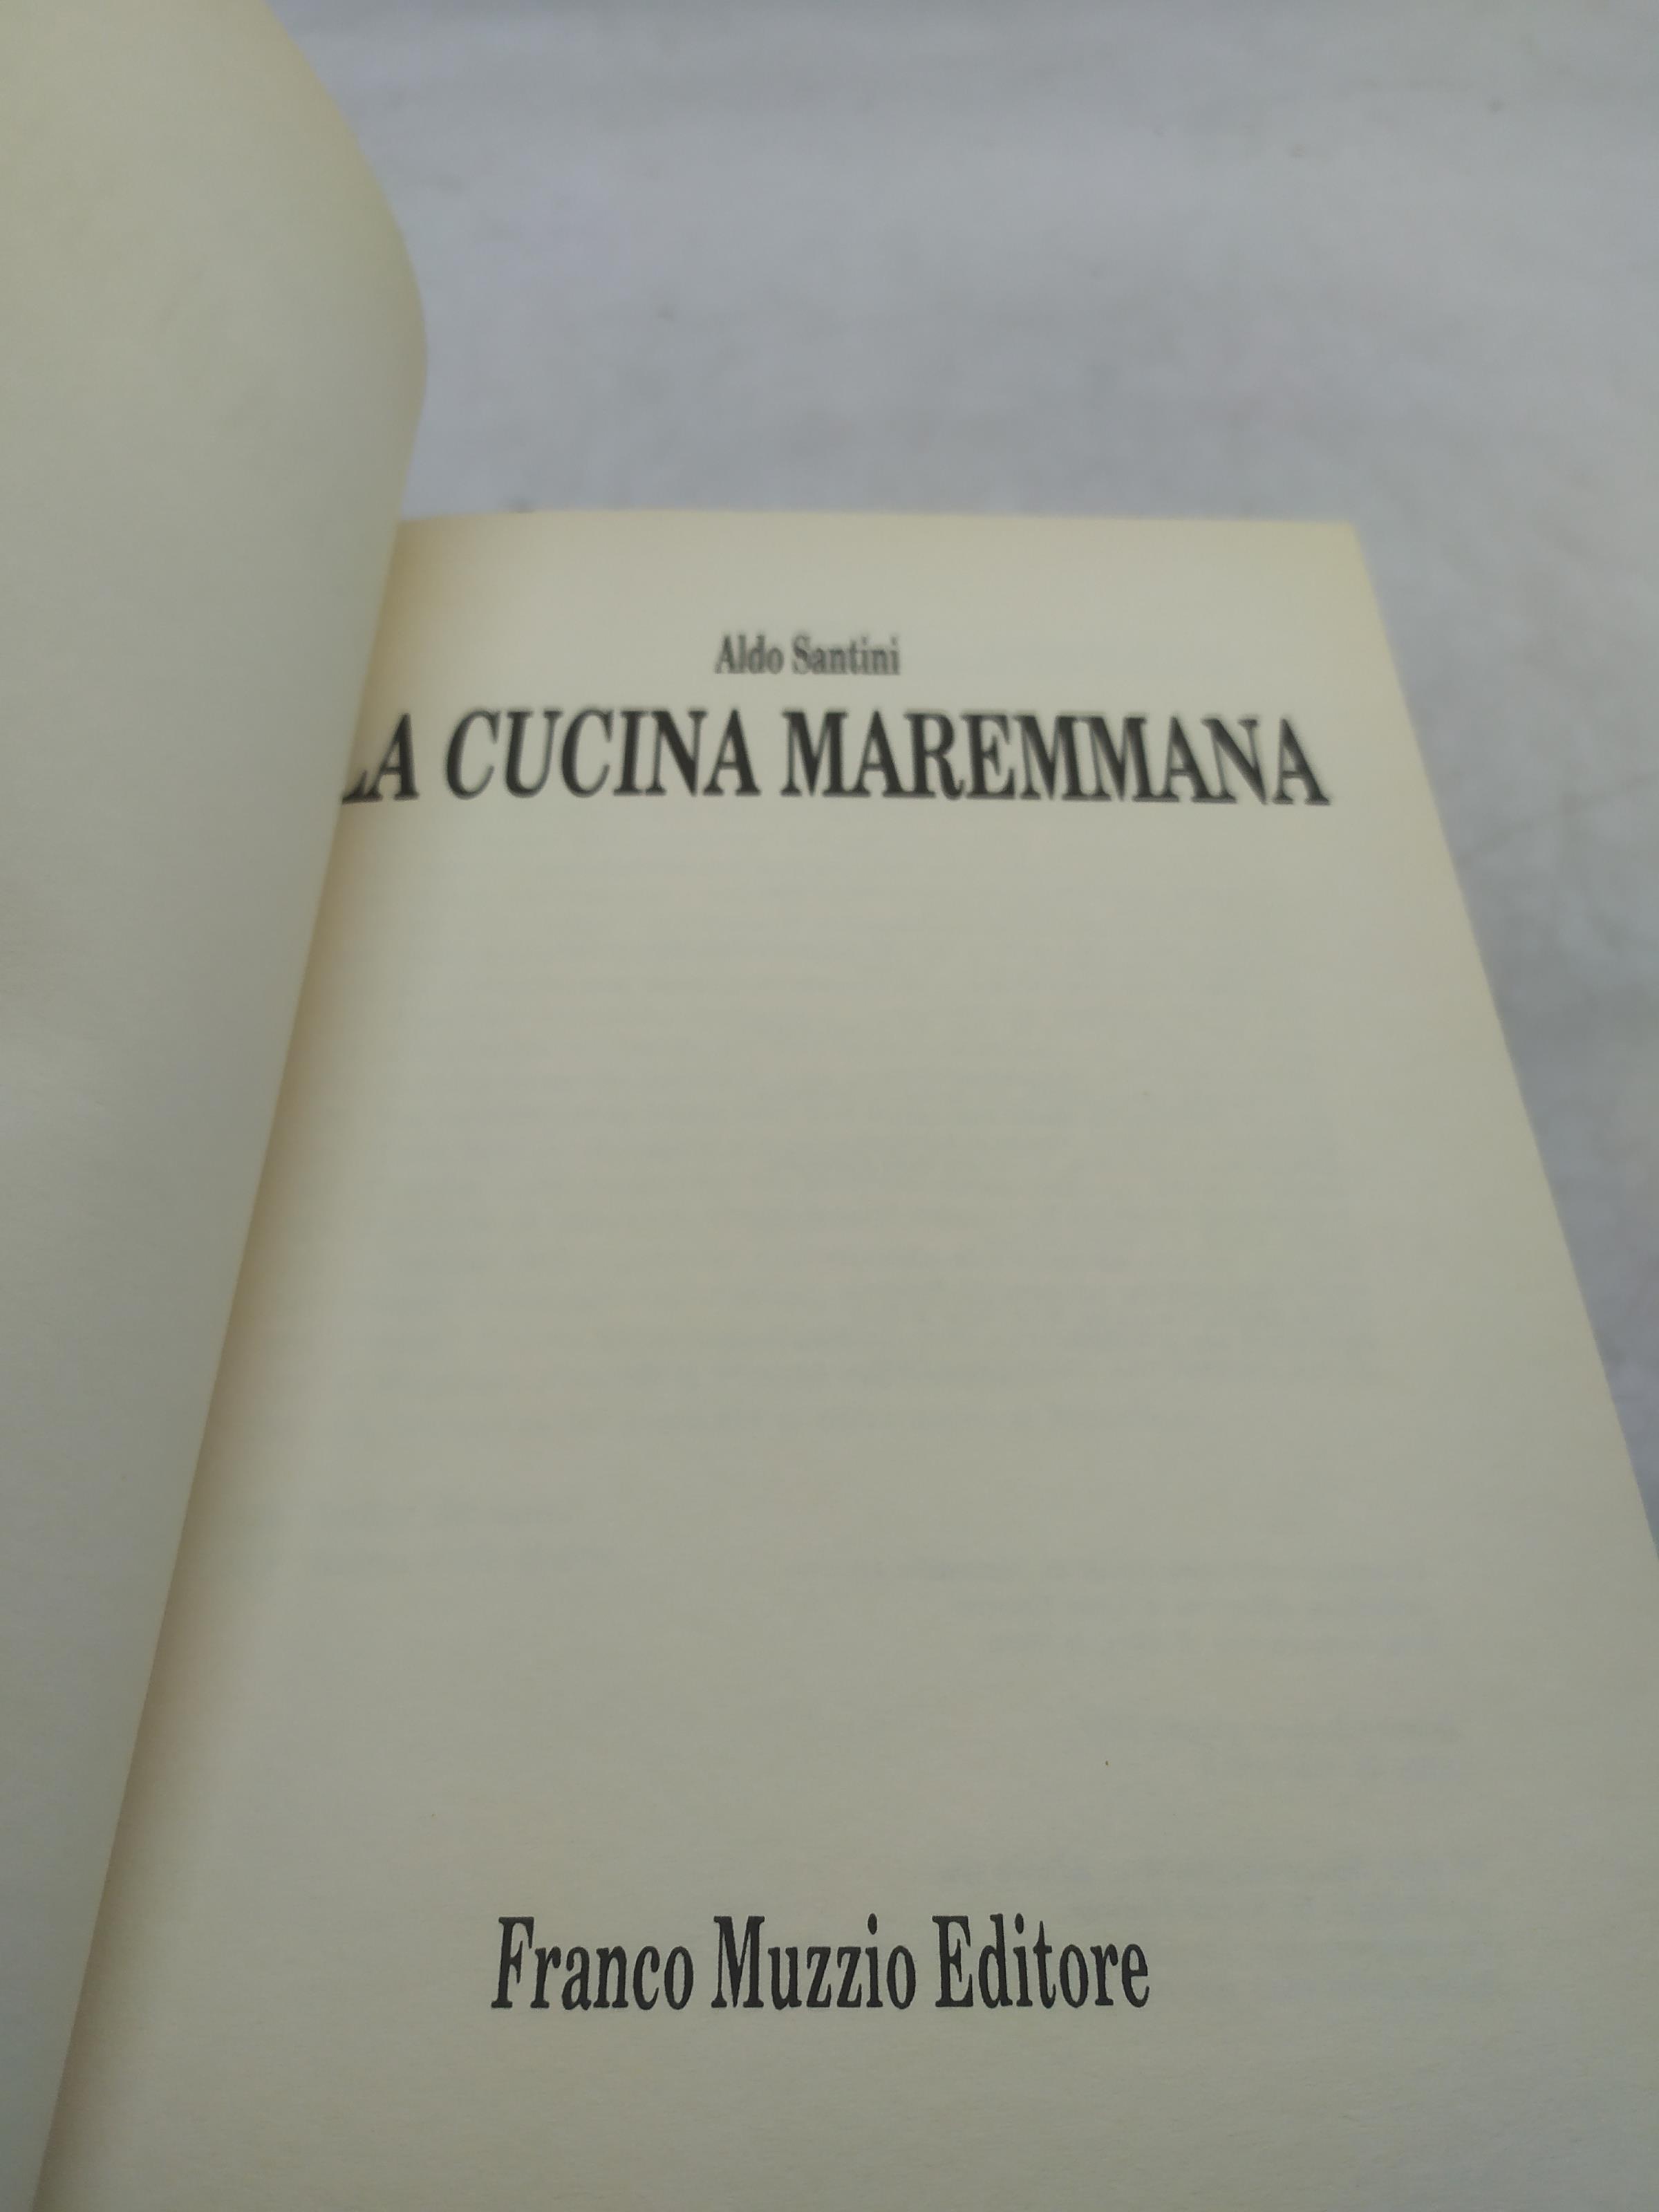 Aldo Santini
LA CUCINA MAREMMANA
Franco Muzzio Editore